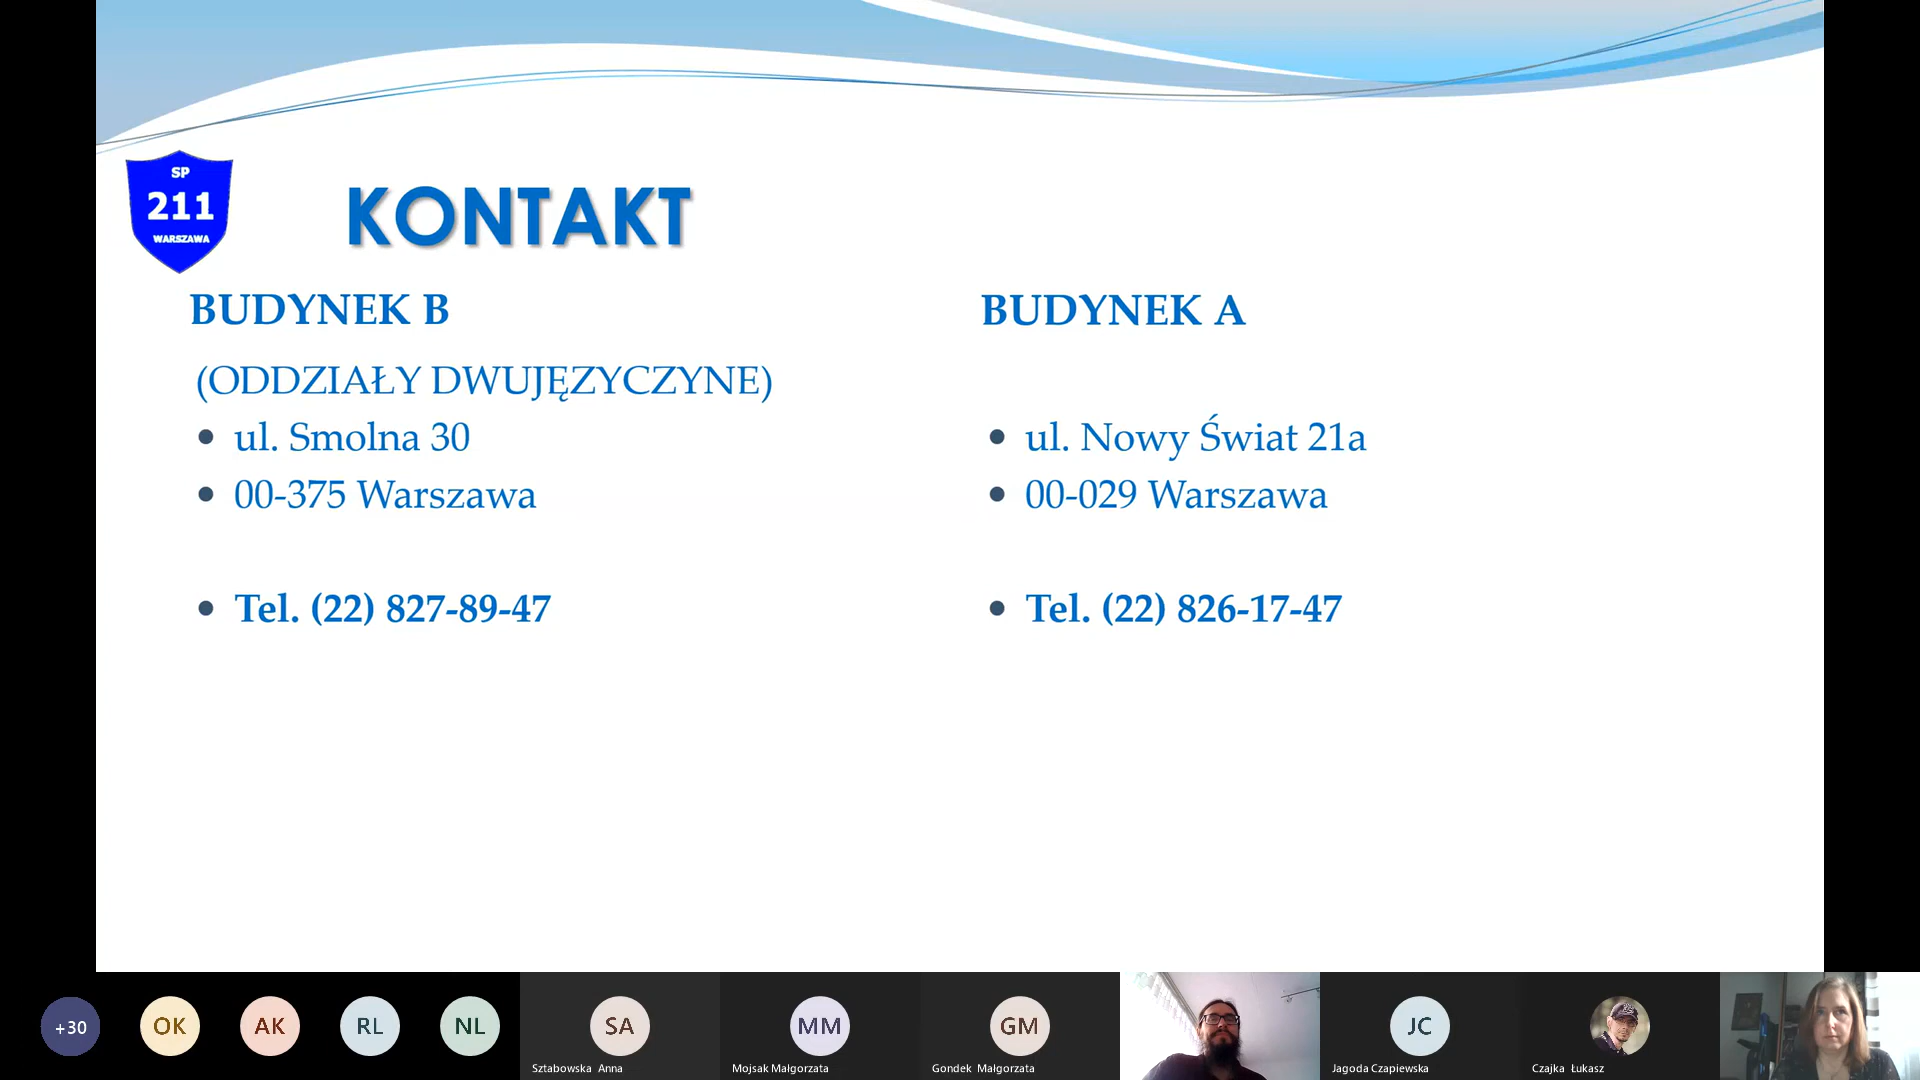 SP
211
WARSZAWA
KONTAKT
BUDYNEK B
(ODDZIAŁY DWUJĘZYCZYNE)
ul. Smolna 30
00-375 Warszawa
Tel. (22) 827-89-47
BUDYNEK A
ul. Nowy Świat 21a
00-029 Warszawa
Tel. (22) 826-17-47
+30
OK
AK
RL
NL
SA
Sztabowska Anna
MM
Mojsak Małgorzata
GM
Gondek Małgorzata
JC
Jagoda Czapiewska
Czajka Łukasz